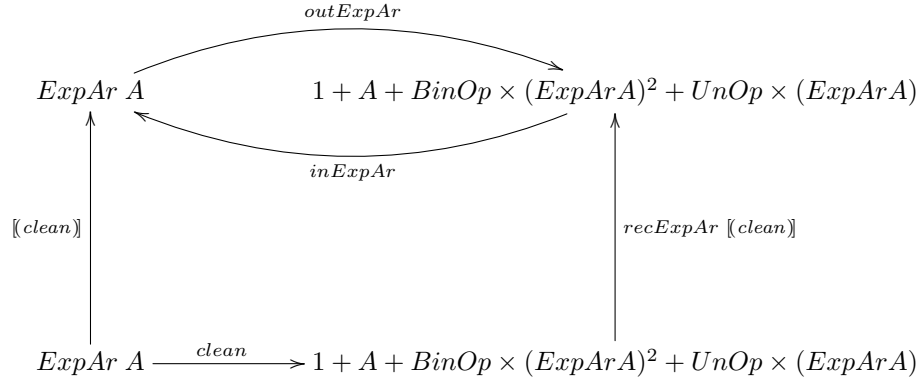 outExpAr
ExpAr A 1 + A + BinOp × (ExpArA)² + UnOp × (ExpArA)
inExpAr
⟦(clean)⟧ recExpAr ⟦(clean)⟧
ExpAr A clean 1 + A + BinOp × (ExpArA)² + UnOp × (ExpArA)